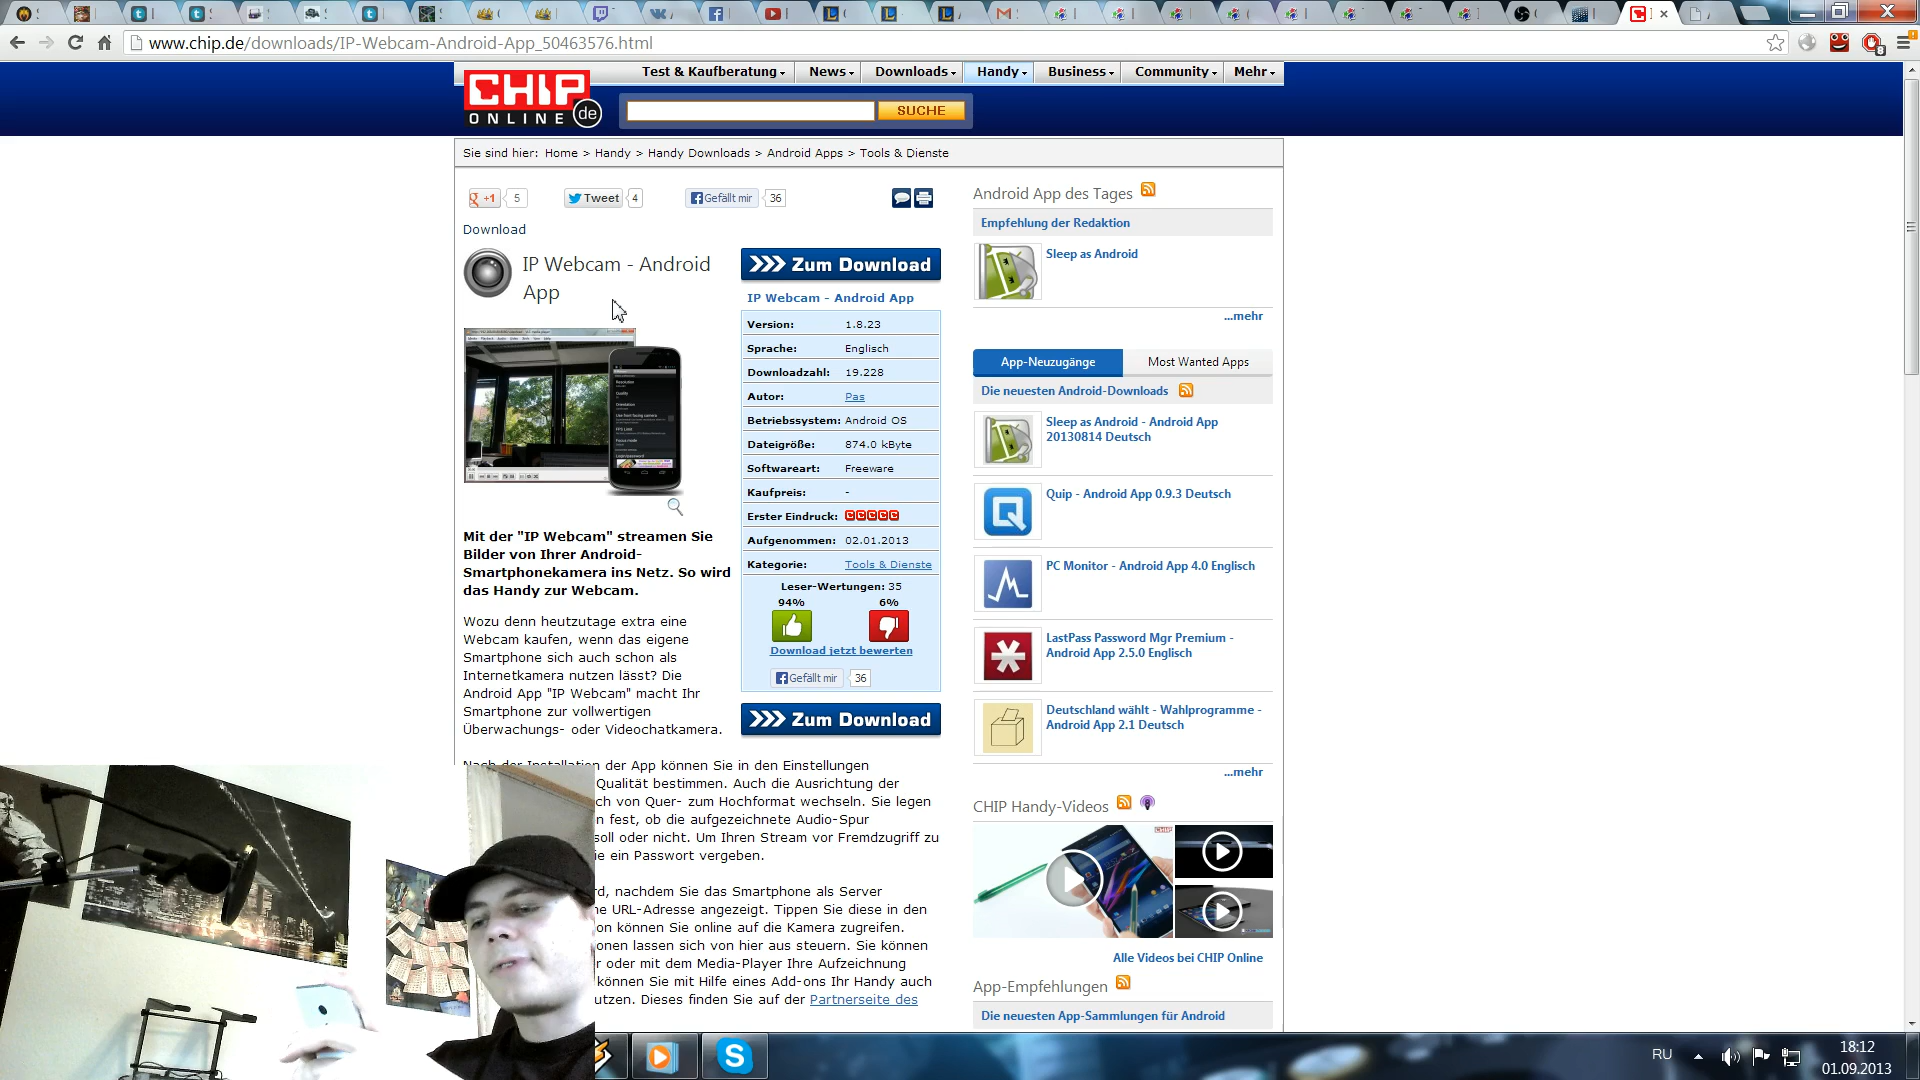 www.chip.de/downloads/IP-Webcam-Android-App_50463576.html
CHIP
ONLINE de
Test & Kaufberatung News Downloads Handy Business Community Mehr
SUCHE
Sie sind hier: Home > Handy > Handy Downloads > Android Apps > Tools & Dienste
+1 5 Tweet 4 Gefällt mir 36
Download
IP Webcam - Android
App
Zum Download
IP Webcam - Android App
Version: 1.8.23
Sprache: Englisch
Downloadzahl: 19.228
Autor: Pas
Betriebssystem: Android OS
Dateigröße: 874.0 kByte
Softwareart: Freeware
Kaufpreis: -
Erster Eindruck:
Aufgenommen: 02.01.2013
Kategorie: Tools & Dienste
Leser-Wertungen: 35
94% 6%
Download jetzt bewerten
Gefällt mir 36
Zum Download
Mit der "IP Webcam" streamen Sie
Bilder von Ihrer Android-
Smartphonekamera ins Netz. So wird
das Handy zur Webcam.
Wozu denn heutzutage extra eine
Webcam kaufen, wenn das eigene
Smartphone sich auch schon als
Internetkamera nutzen lässt? Die
Android App "IP Webcam" macht Ihr
Smartphone zur vollwertigen
Überwachungs- oder Videochatkamera.
Nach der Installation der App können Sie in den Einstellungen
Qualität bestimmen. Auch die Ausrichtung der
ch von Quer- zum Hochformat wechseln. Sie legen
n fest, ob die aufgezeichnete Audio-Spur
soll oder nicht. Um Ihren Stream vor Fremdzugriff zu
ie ein Passwort vergeben.
rd, nachdem Sie das Smartphone als Server
ne URL-Adresse angezeigt. Tippen Sie diese in den
on können Sie online auf die Kamera zugreifen.
onen lassen sich von hier aus steuern. Sie können
r oder mit dem Media-Player Ihre Aufzeichnung
können Sie mit Hilfe eines Add-ons Ihr Handy auch
utzen. Dieses finden Sie auf der Partnerseite des
Android App des Tages
Empfehlung der Redaktion
Sleep as Android
...mehr
App-Neuzugänge Most Wanted Apps
Die neuesten Android-Downloads
Sleep as Android - Android App
20130814 Deutsch
Quip - Android App 0.9.3 Deutsch
PC Monitor - Android App 4.0 Englisch
LastPass Password Mgr Premium -
Android App 2.5.0 Englisch
Deutschland wählt - Wahlprogramme -
Android App 2.1 Deutsch
...mehr
CHIP Handy-Videos
Alle Videos bei CHIP Online
App-Empfehlungen
Die neuesten App-Sammlungen für Android
RU
18:12
01.09.2013